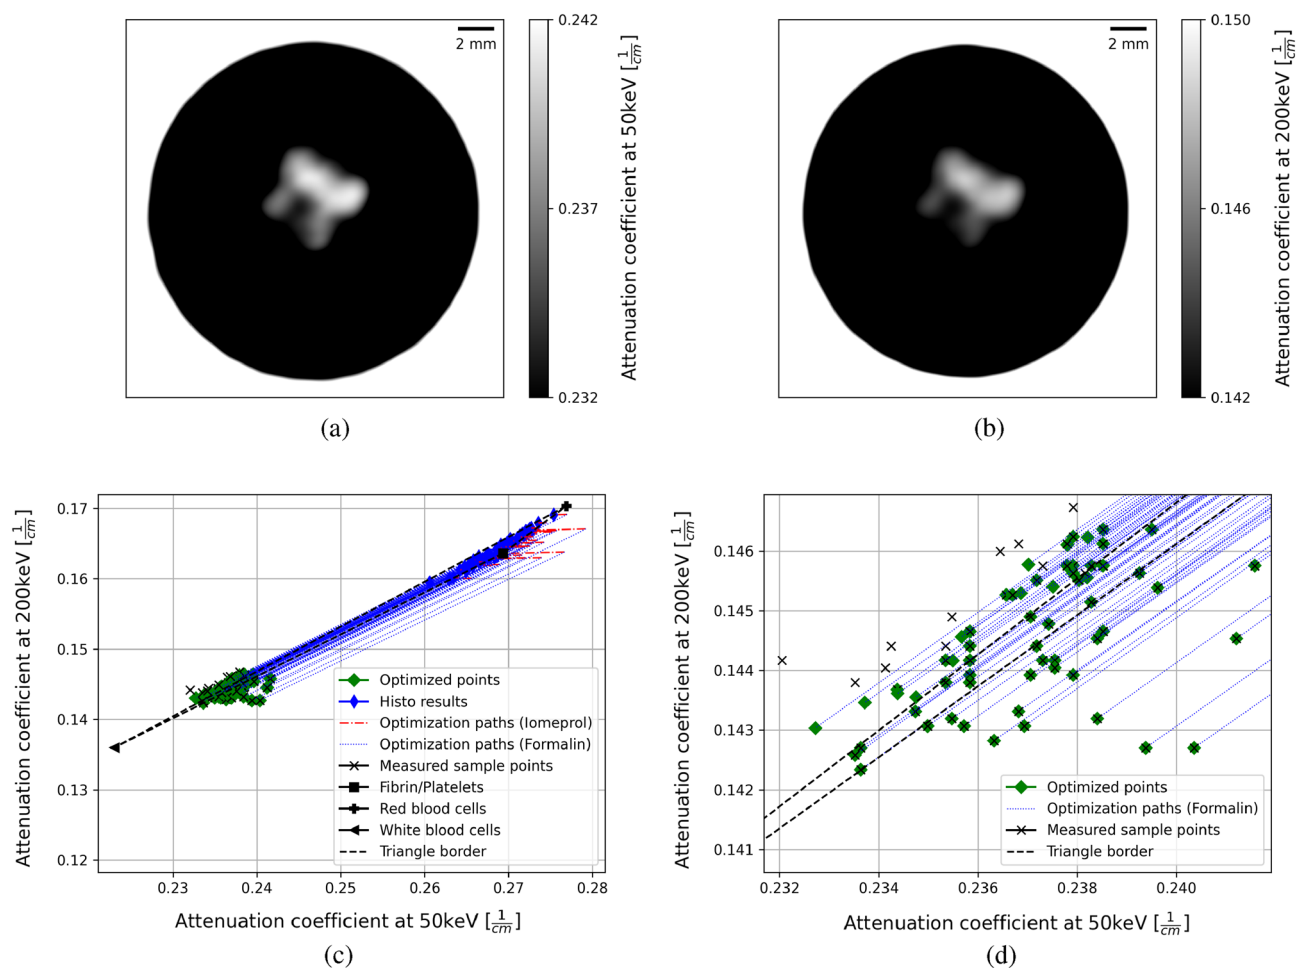 2 mm
0.242
0.237
0.232
Attenuation coefficient at 50keV [1/cm]
(a)
2 mm
0.150
0.146
0.142
Attenuation coefficient at 200keV [1/cm]
(b)
Attenuation coefficient at 200keV [1/cm]
0.17
0.16
0.15
0.14
0.13
0.12
Optimized points
Histo results
Optimization paths (Iomeprol)
Optimization paths (Formalin)
Measured sample points
Fibrin/Platelets
Red blood cells
White blood cells
Triangle border
0.23 0.24 0.25 0.26 0.27 0.28
Attenuation coefficient at 50keV [1/cm]
(c)
Attenuation coefficient at 200keV [1/cm]
0.146
0.145
0.144
0.143
0.142
0.141
Optimized points
Optimization paths (Formalin)
Measured sample points
Triangle border
0.232 0.234 0.236 0.238 0.240
Attenuation coefficient at 50keV [1/cm]
(d)